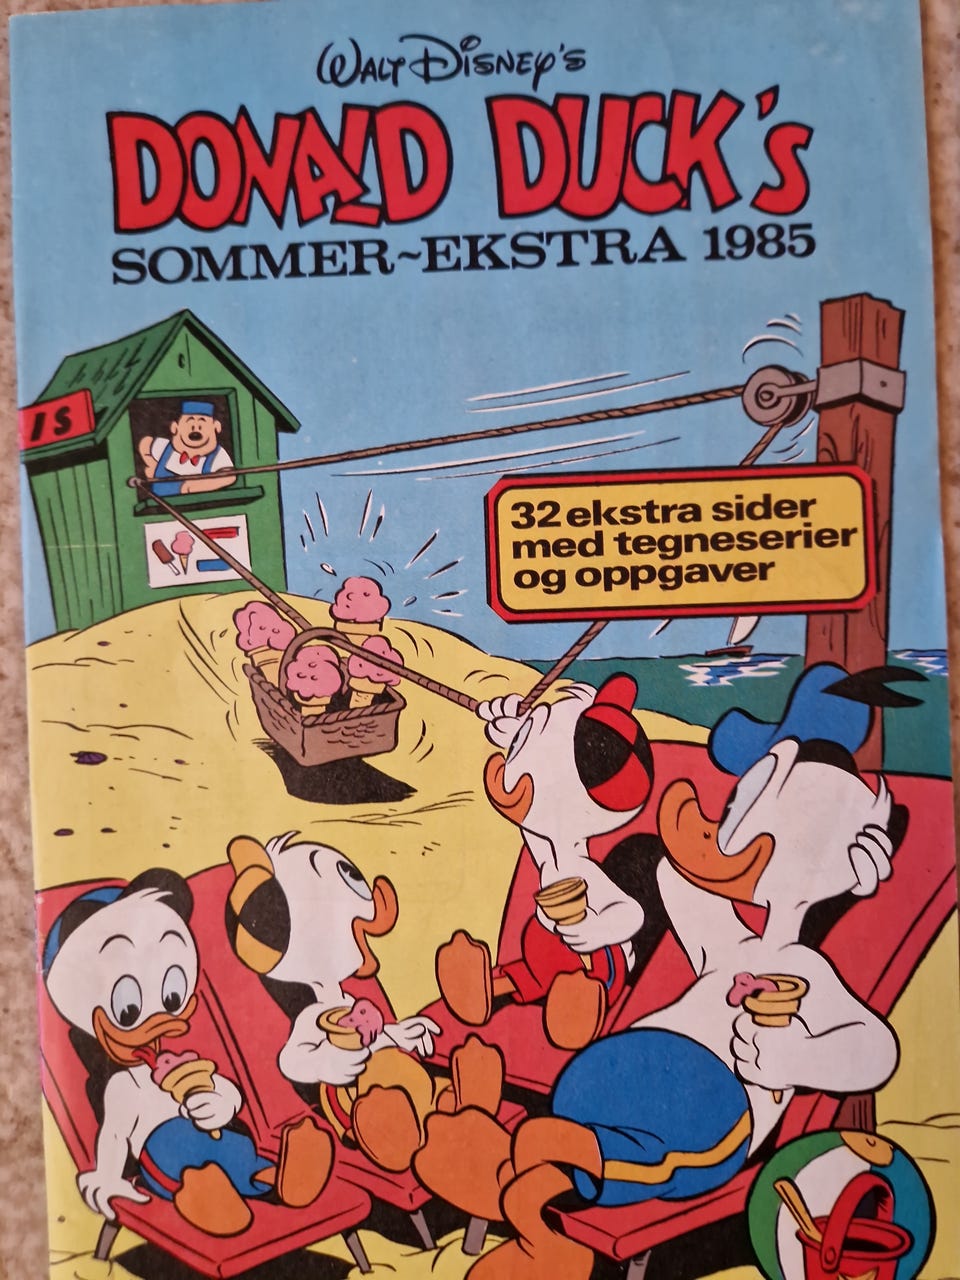 WALT DISNEY'S
DONALD DUCK's
SOMMER~EKSTRA 1985
IS
32 ekstra sider
med tegneserier
og oppgaver